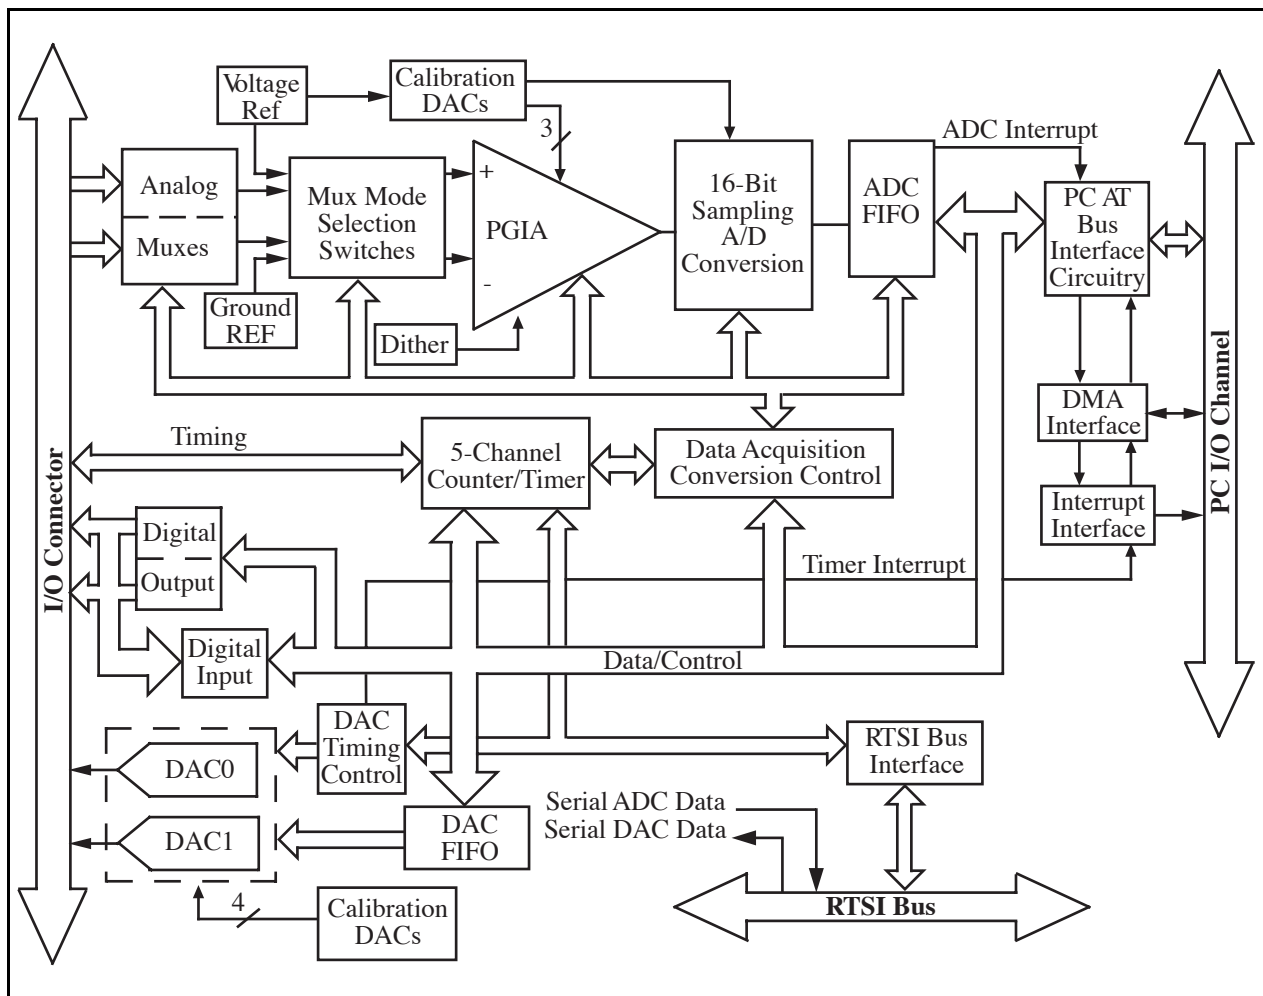 Voltage
Ref
Calibration
DACs
3
ADC Interrupt
Analog
Muxes
Mux Mode
Selection
Switches
+
PGIA
-
16-Bit
Sampling
A/D
Conversion
ADC
FIFO
PC AT
Bus
Interface
Circuitry
Ground
REF
Dither
DMA
Interface
PC I/O Channel
Timing
5-Channel
Counter/Timer
Data Acquisition
Conversion Control
Interrupt
Interface
I/O Connector
Digital
Output
Timer Interrupt
Digital
Input
Data/Control
DAC
Timing
Control
RTSI Bus
Interface
DAC0
DAC1
DAC
FIFO
Serial ADC Data
Serial DAC Data
4
Calibration
DACs
RTSI Bus